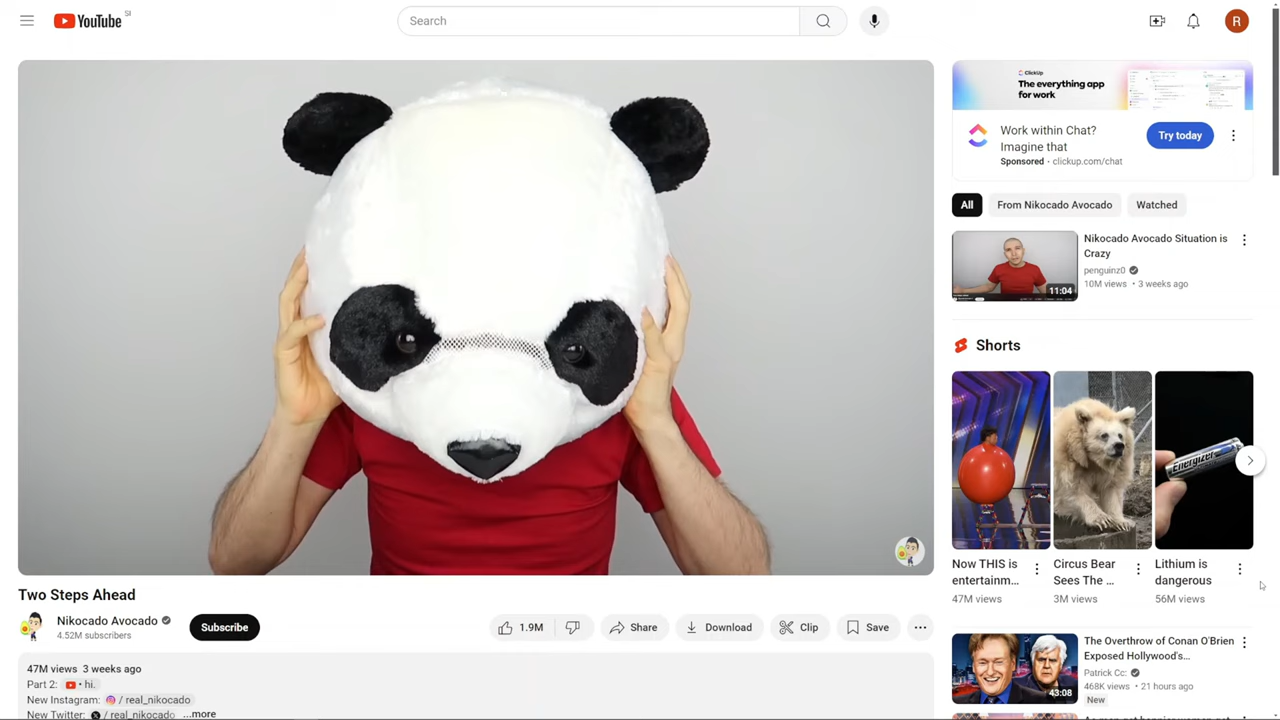 YouTube SI
Search
R
ClickUp
The everything app
for work
Work within Chat?
Imagine that
Sponsored · clickup.com/chat
Try today
All
From Nikocado Avocado
Watched
Nikocado Avocado Situation is
Crazy
penguinz0
10M views · 3 weeks ago
11:04
Shorts
Energizer
Now THIS is
entertainm...
47M views
Circus Bear
Sees The ...
3M views
Lithium is
dangerous
56M views
Two Steps Ahead
Nikocado Avocado
4.52M subscribers
Subscribe
1.9M
Share
Download
Clip
Save
47M views 3 weeks ago
Part 2: • hi.
New Instagram: / real_nikocado
New Twitter: / real_nikocado ...more
The Overthrow of Conan O'Brien
Exposed Hollywood's...
Patrick Cc:
468K views · 21 hours ago
New
43:08